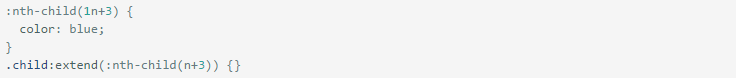 :nth-child(1n+3) {
  color: blue;
}
.child:extend(:nth-child(n+3)) {}